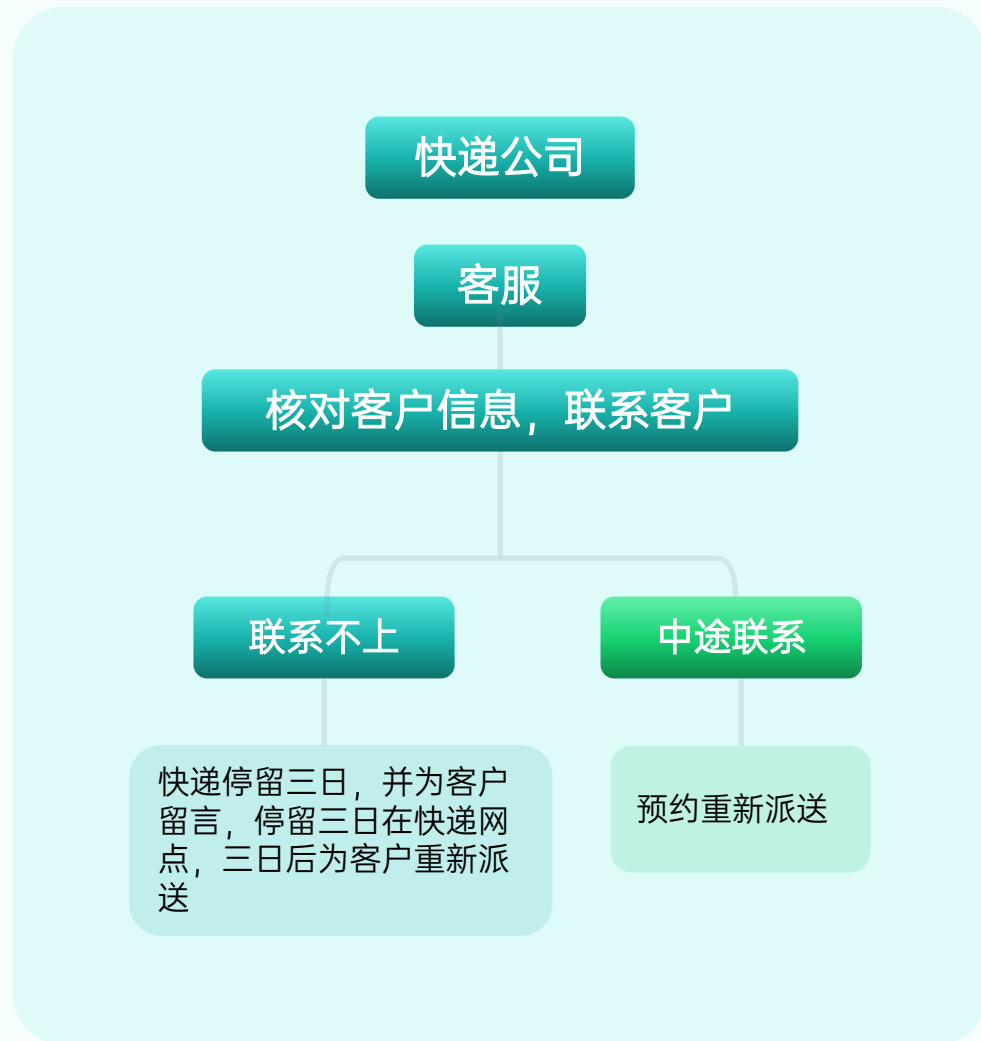 快递公司
客服
核对客户信息，联系客户
联系不上
中途联系
快递停留三日，并为客户
留言，停留三日在快递网
点，三日后为客户重新派
送
预约重新派送